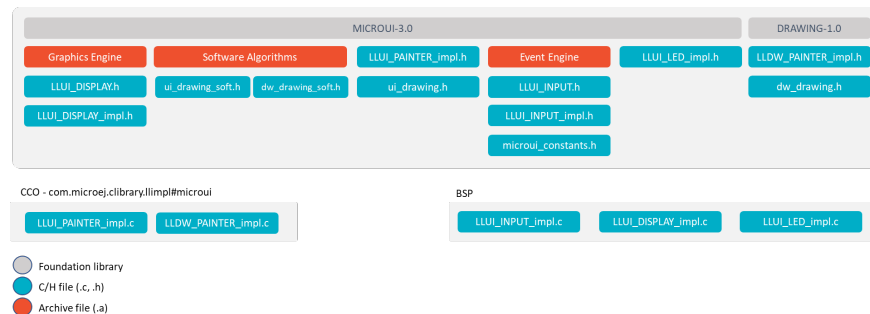 MICROUI-3.0
DRAWING-1.0
Graphics Engine
Software Algorithms
LLUI_PAINTER_impl.h
Event Engine
LLUI_LED_impl.h
LLDW_PAINTER_impl.h
LLUI_DISPLAY.h
ui_drawing_soft.h
dw_drawing_soft.h
ui_drawing.h
LLUI_INPUT.h
dw_drawing.h
LLUI_DISPLAY_impl.h
LLUI_INPUT_impl.h
microui_constants.h
CCO - com.microej.clibrary.llimpl#microui
BSP
LLUI_PAINTER_impl.c
LLDW_PAINTER_impl.c
LLUI_INPUT_impl.c
LLUI_DISPLAY_impl.c
LLUI_LED_impl.c
Foundation library
C/H file (.c, .h)
Archive file (.a)